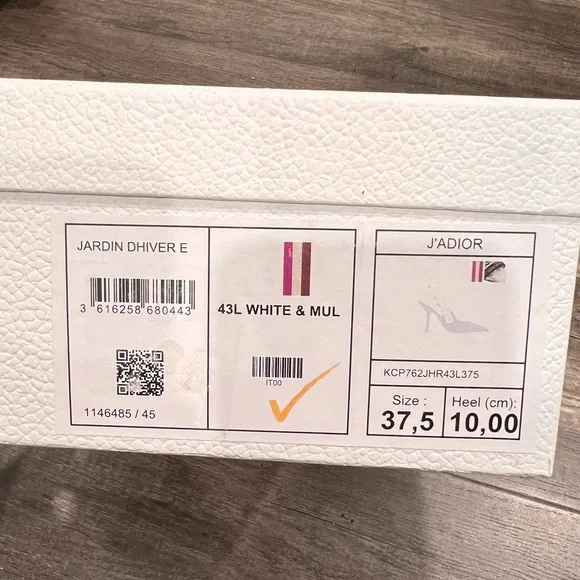 JARDIN DHIVER E
3 616258 680443
1146485 / 45
43L WHITE & MUL
IT00
J'ADIOR
KCP762JHR43L375
Size :
37,5
Heel (cm):
10,00